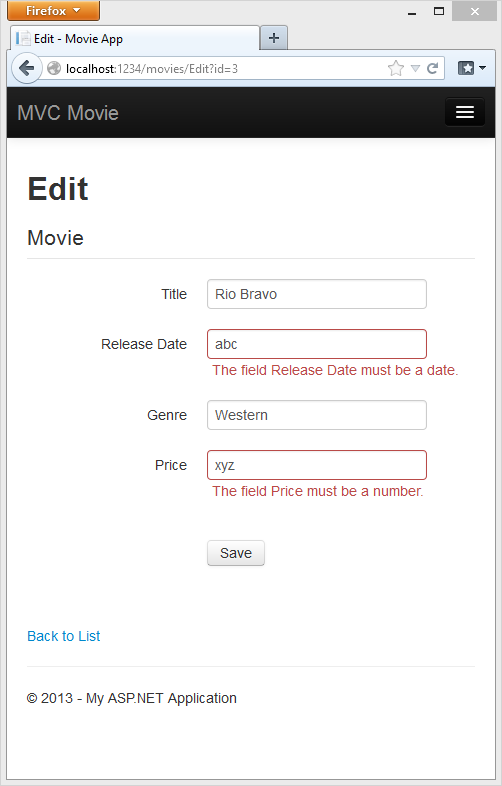 Firefox
Edit - Movie App
localhost:1234/movies/Edit?id=3
MVC Movie
Edit
Movie
Title Rio Bravo
Release Date abc
The field Release Date must be a date.
Genre Western
Price xyz
The field Price must be a number.
Save
Back to List
© 2013 - My ASP.NET Application